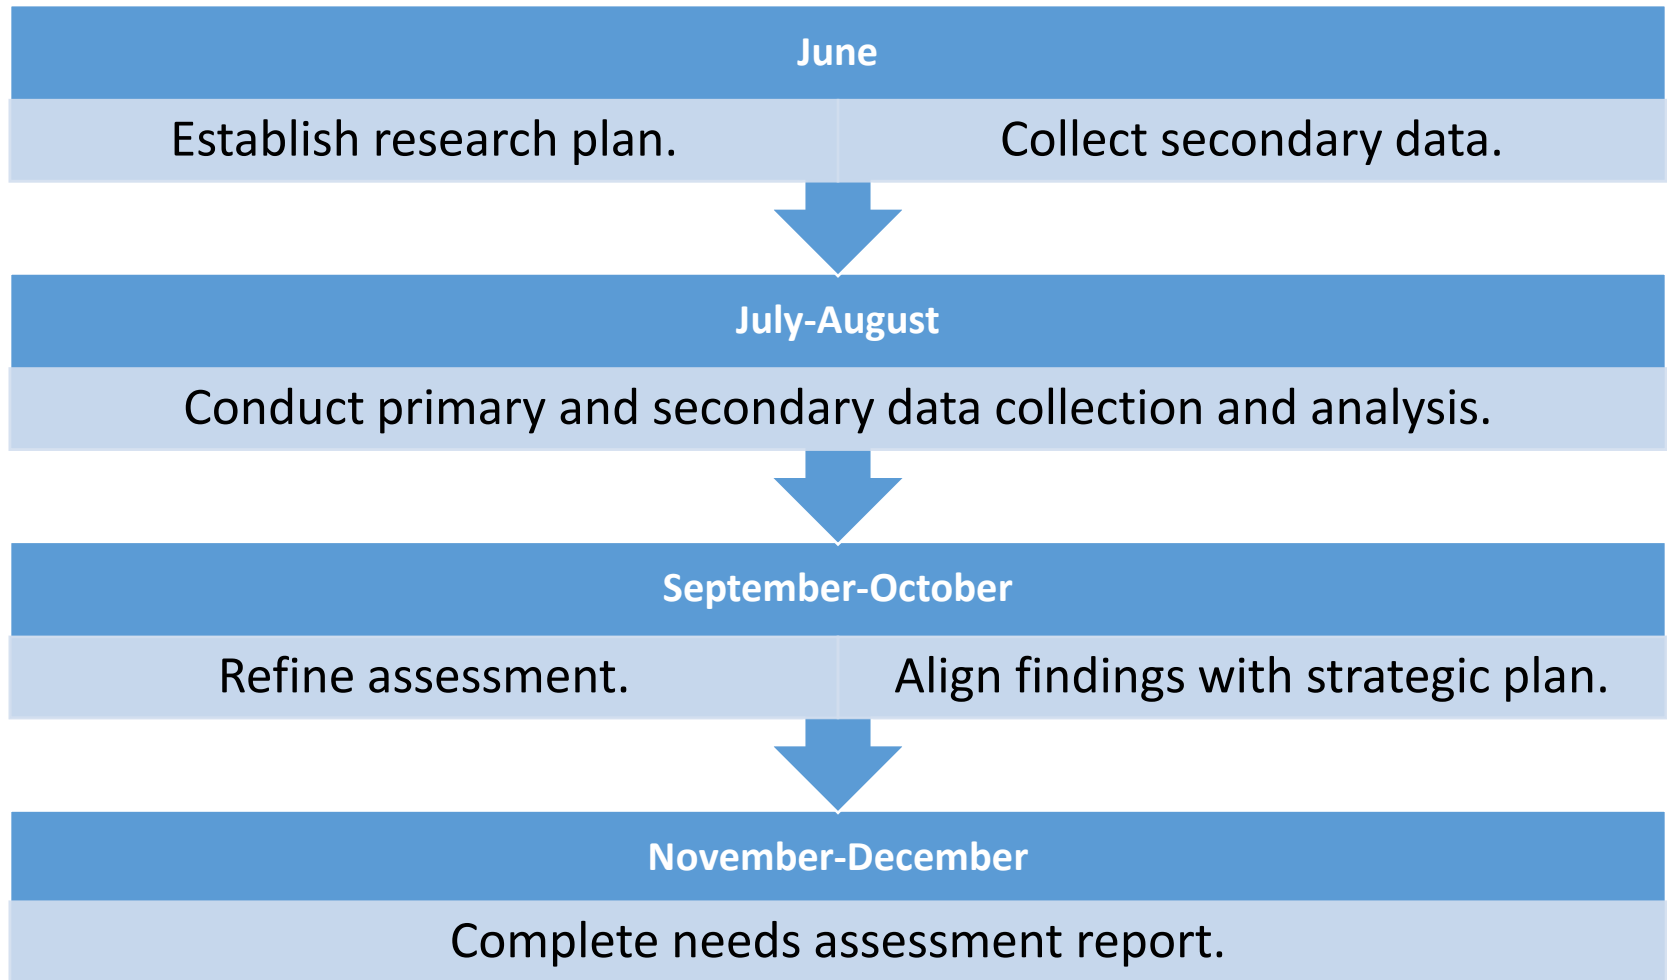 June
Establish research plan.
Collect secondary data.
July-August
Conduct primary and secondary data collection and analysis.
September-October
Refine assessment.
Align findings with strategic plan.
November-December
Complete needs assessment report.